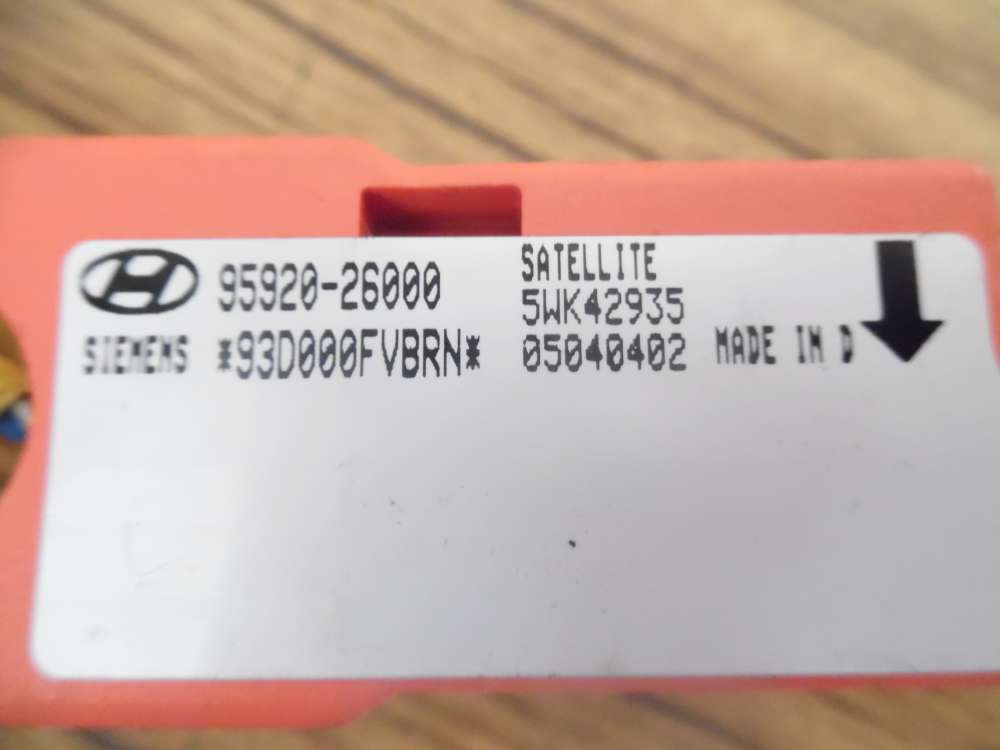 95920-26000
SIEMENS *93D000FVBRN*
SATELLITE
5WK42935
05040402
MADE IN D